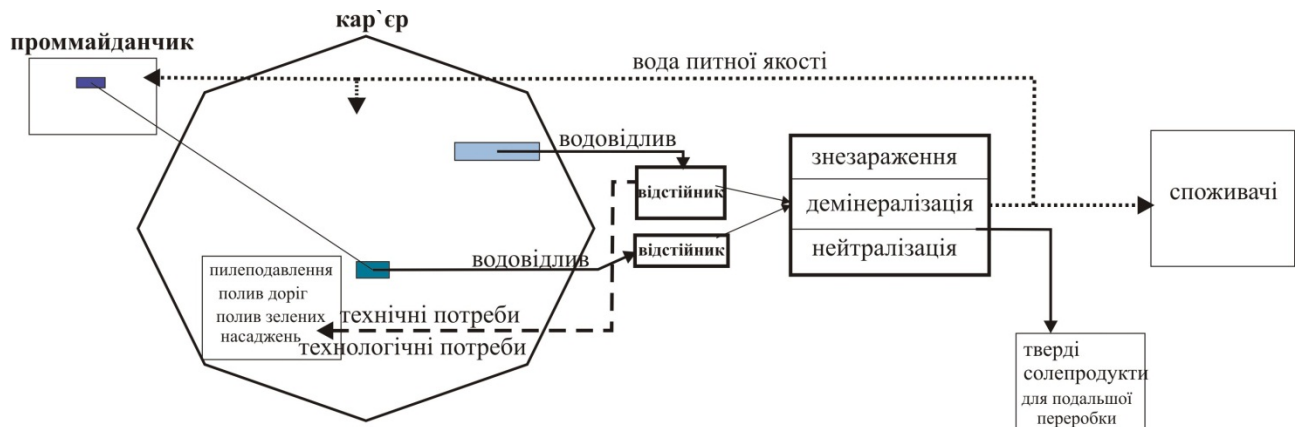 кар`єр
проммайданчик
вода питної якості
водовідлив
знезараження
відстійник
демінералізація
споживачі
відстійник
нейтралізація
водовідлив
пилеподавлення
полив доріг
полив зелених
насаджень
технічні потреби
технологічні потреби
тверді
солепродукти
для подальшої
переробки